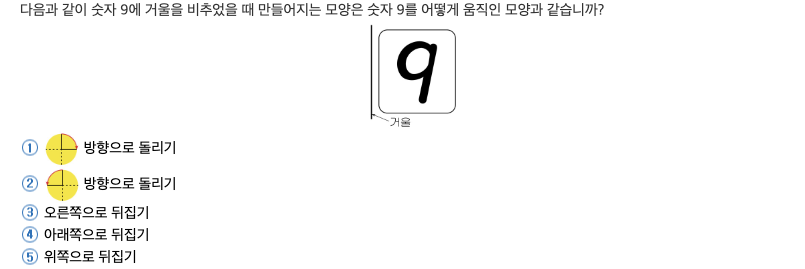 다음과 같이 숫자 9에 거울을 비추었을 때 만들어지는 모양은 숫자 9를 어떻게 움직인 모양과 같습니까?
9
거울
① 방향으로 돌리기
② 방향으로 돌리기
③ 오른쪽으로 뒤집기
④ 아래쪽으로 뒤집기
⑤ 위쪽으로 뒤집기